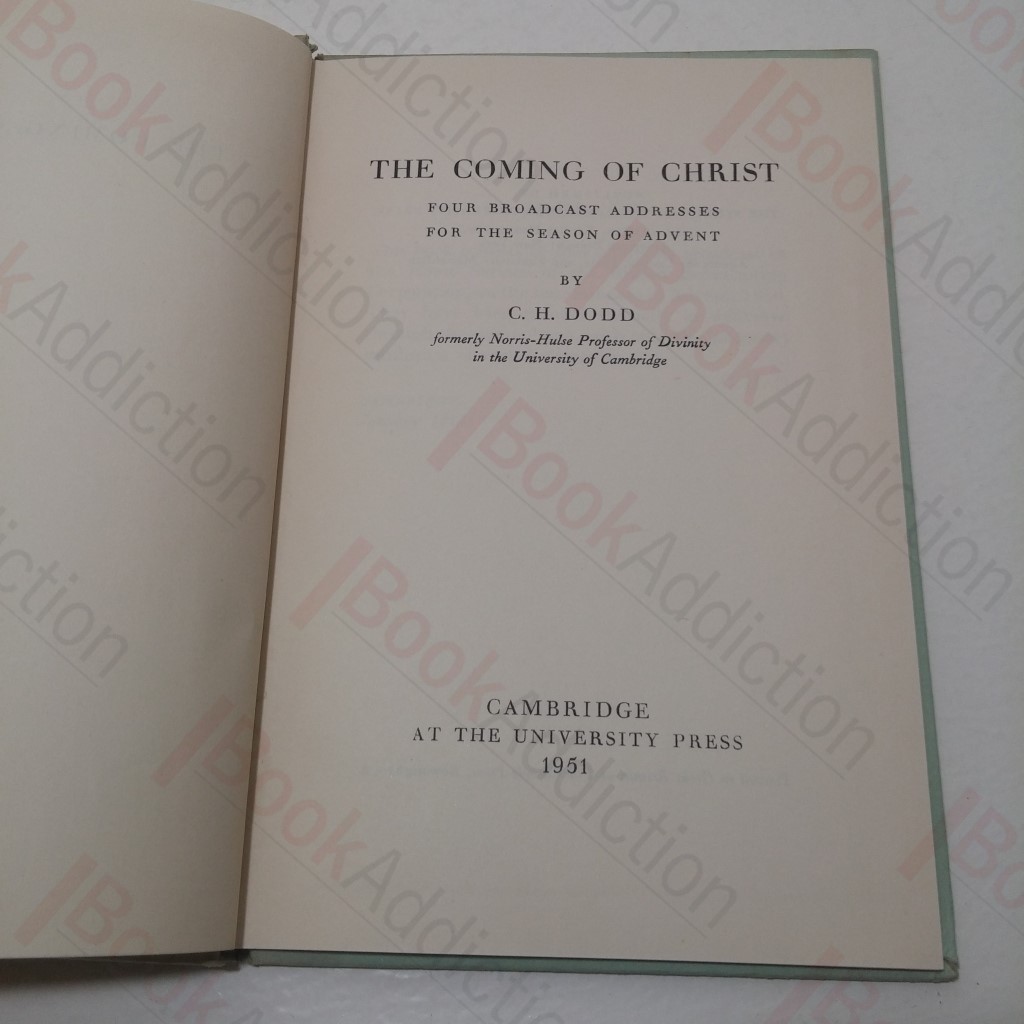 THE COMING OF CHRIST
FOUR BROADCAST ADDRESSES
FOR THE SEASON OF ADVENT
BY
C. H. DODD
formerly Norris-Hulse Professor of Divinity
in the University of Cambridge
CAMBRIDGE
AT THE UNIVERSITY PRESS
1951
BookAddiction